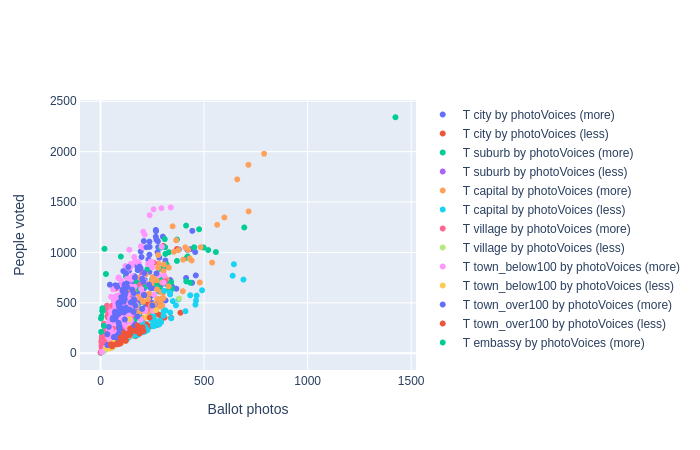 2500
2000
1500
1000
500
0
People voted
0
500
1000
1500
Ballot photos
T city by photoVoices (more)
T city by photoVoices (less)
T suburb by photoVoices (more)
T suburb by photoVoices (less)
T capital by photoVoices (more)
T capital by photoVoices (less)
T village by photoVoices (more)
T village by photoVoices (less)
T town_below100 by photoVoices (more)
T town_below100 by photoVoices (less)
T town_over100 by photoVoices (more)
T town_over100 by photoVoices (less)
T embassy by photoVoices (more)